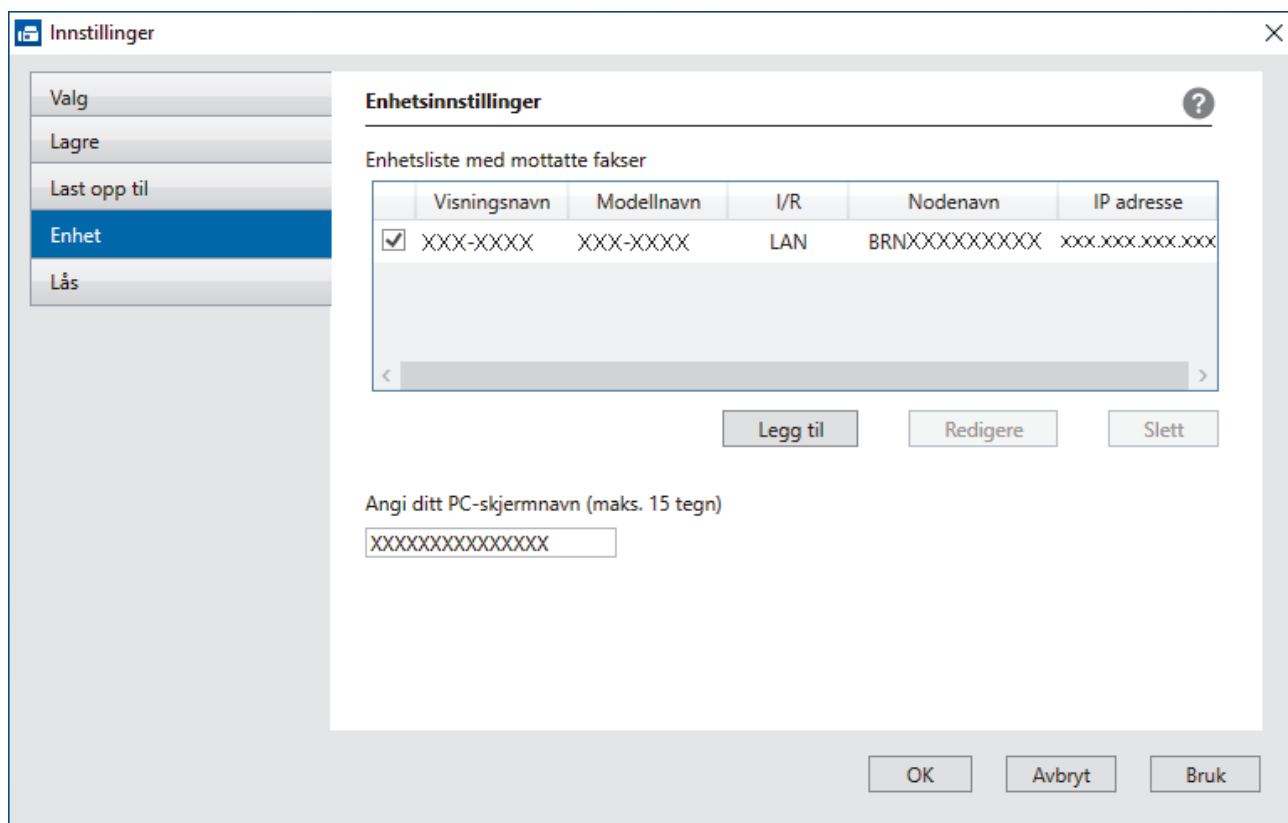 Innstillinger
Valg
Lagre
Last opp til
Enhet
Lås
Enhetsinnstillinger
Enhetsliste med mottatte fakser
Visningsnavn Modellnavn I/R Nodenavn IP adresse
XXX-XXXX XXX-XXXX LAN BRNXXXXXXXXX XXX.XXX.XXX.XXX
Legg til Redigere Slett
Angi ditt PC-skjermnavn (maks. 15 tegn)
XXXXXXXXXXXXXXX
OK Avbryt Bruk